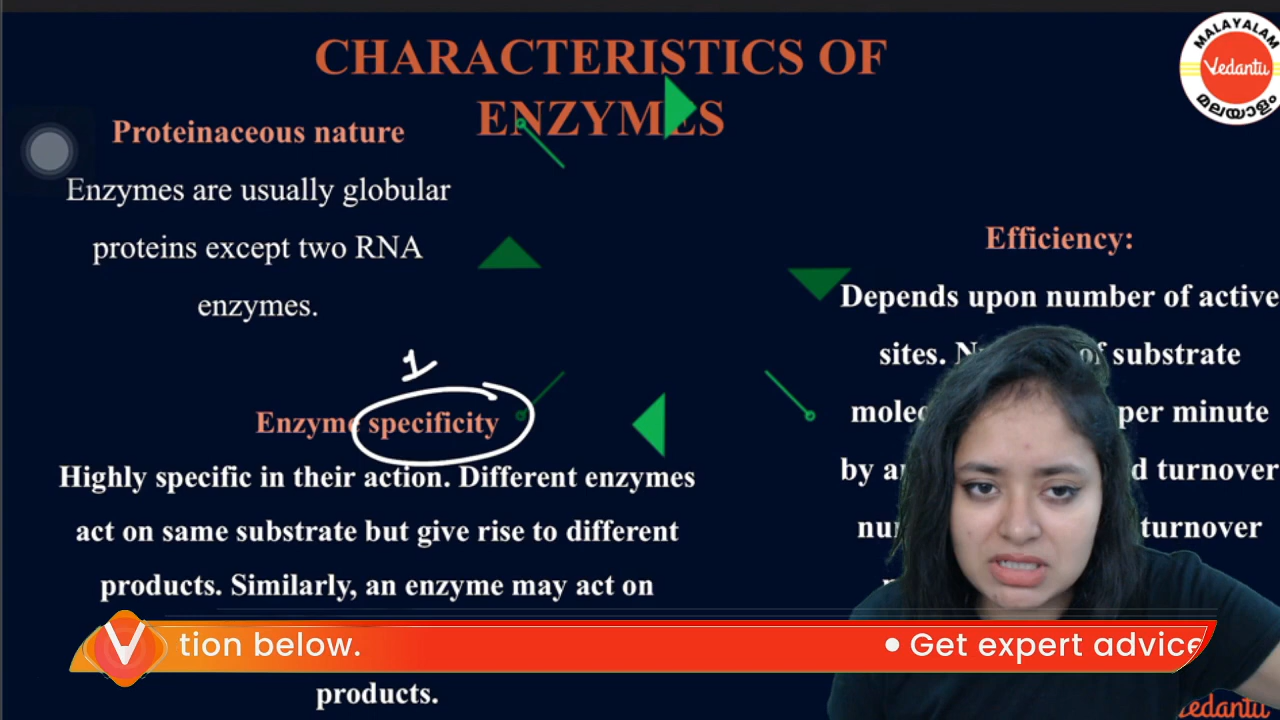 CHARACTERISTICS OF
ENZYMES
MALAYALAM
Vedantu
മലയാളം
Proteinaceous nature
Enzymes are usually globular
proteins except two RNA
enzymes.
1
Enzyme specificity
Highly specific in their action. Different enzymes
act on same substrate but give rise to different
products. Similarly, an enzyme may act on
products.
Efficiency:
Depends upon number of active
sites. of substrate
per minute
by turnover
turnover
V tion below.
• Get expert advice